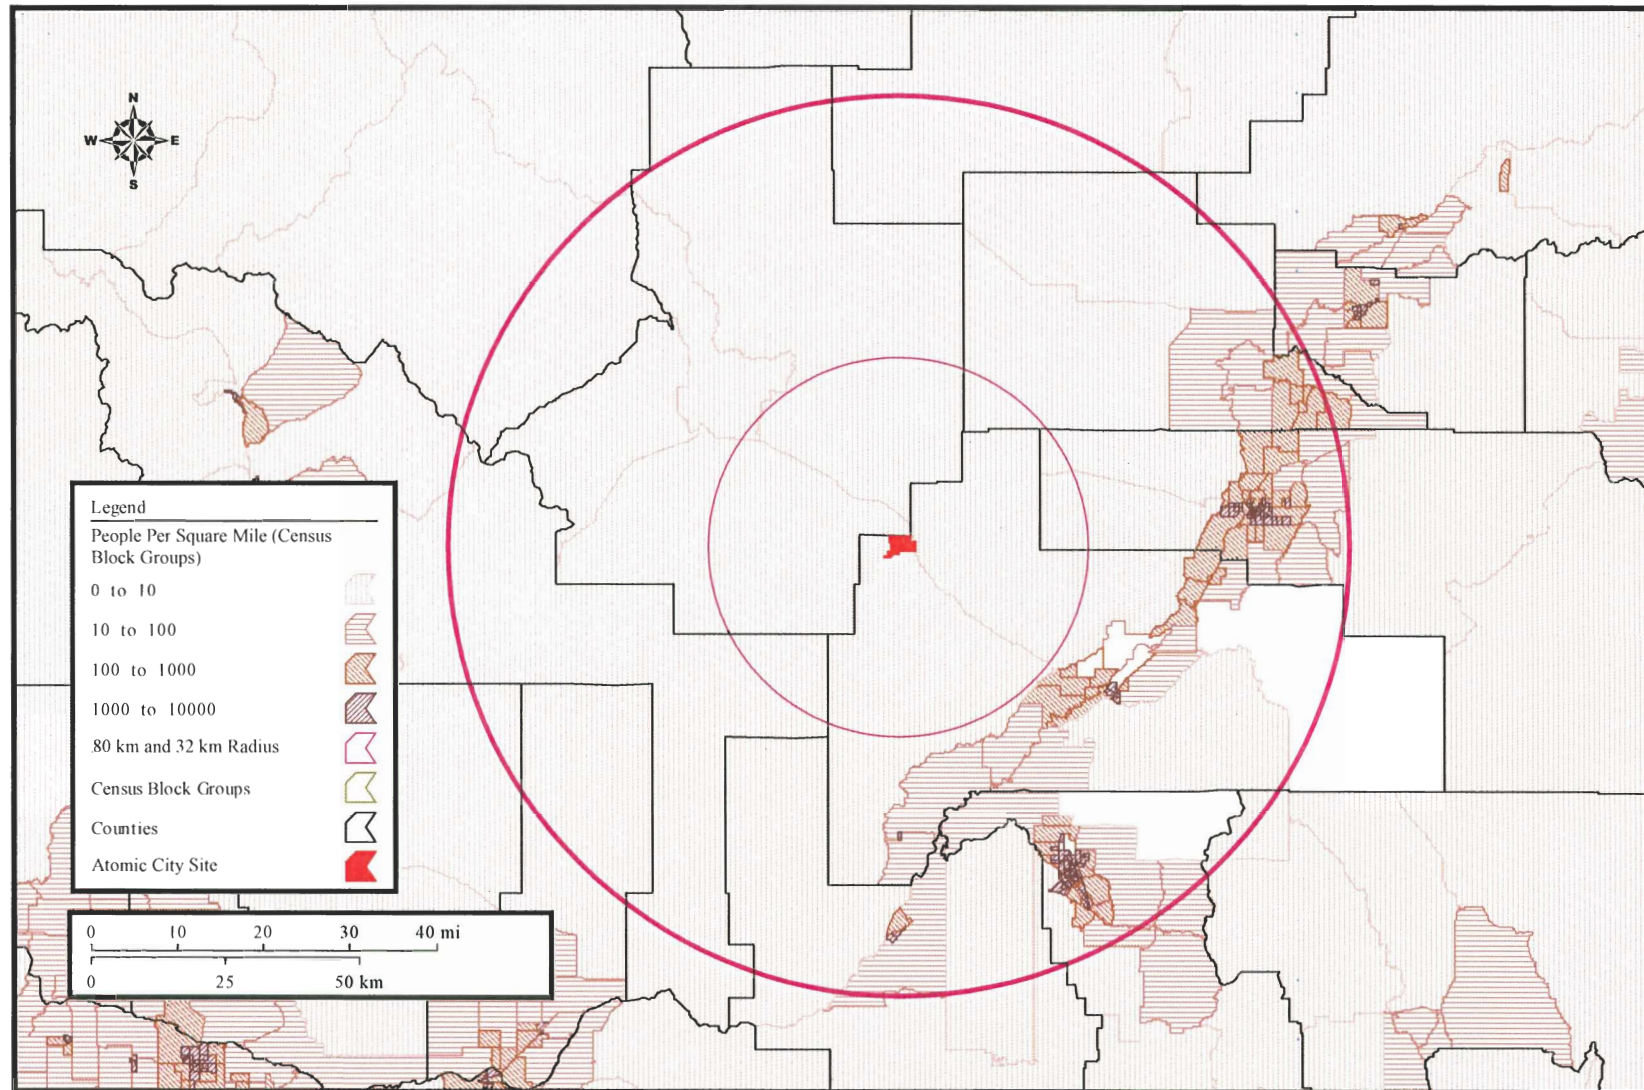 N
W E
S
Legend
People Per Square Mile (Census
Block Groups)
0 to 10
10 to 100
100 to 1000
1000 to 10000
80 km and 32 km Radius
Census Block Groups
Counties
Atomic City Site
0 10 20 30 40 mi
0 25 50 km